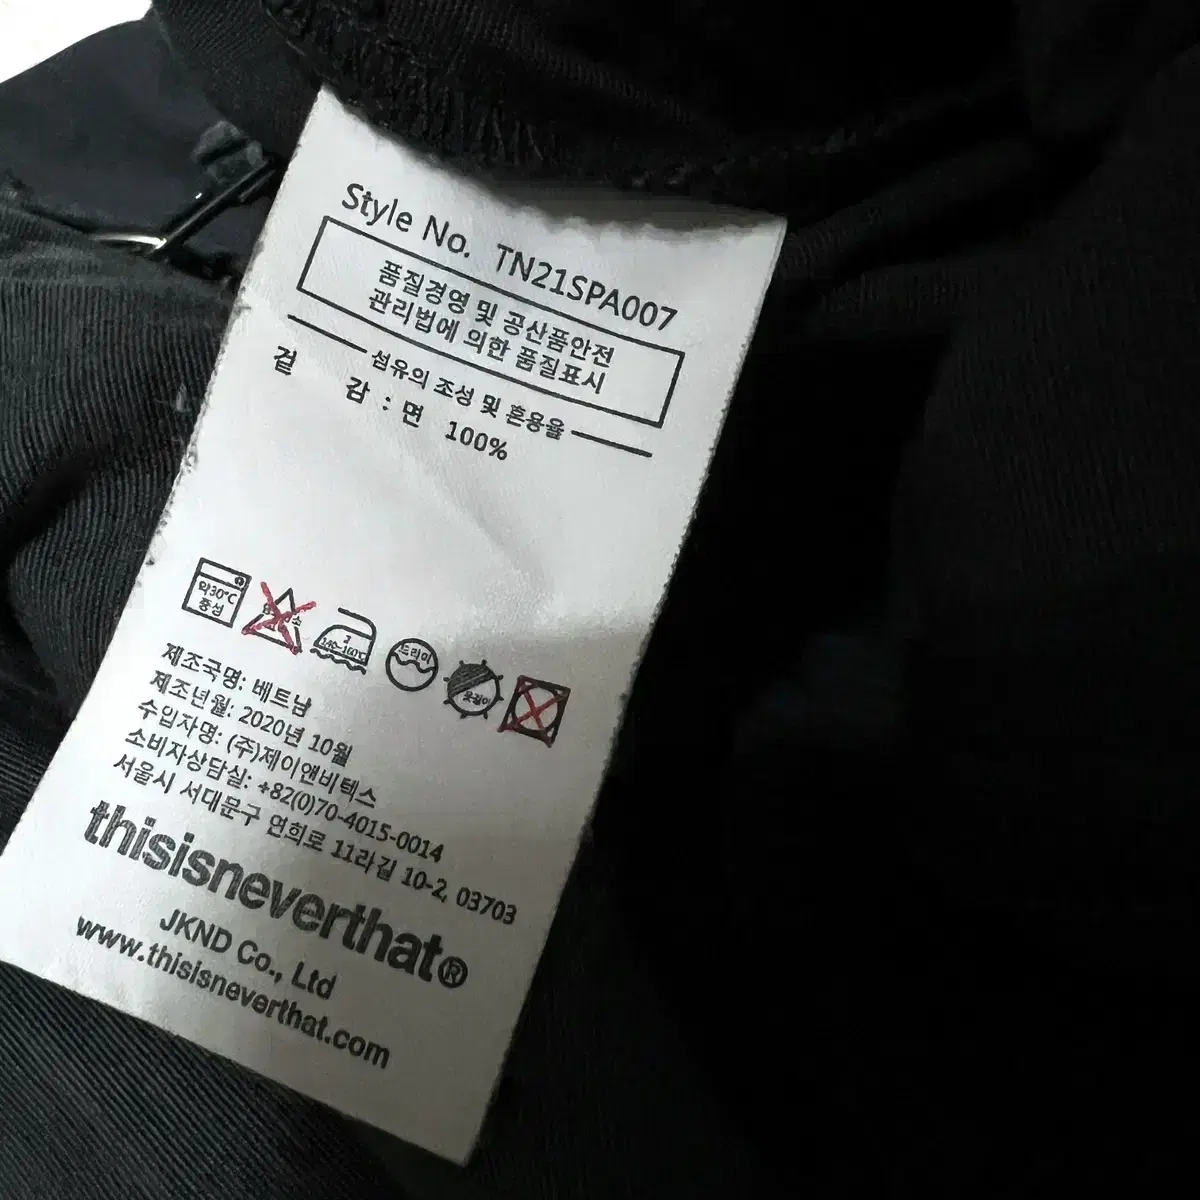 Style No. TN21SPA007
품질경영 및 공산품안전
관리법에 의한 품질표시
섬유의 조성 및 혼용율
겉 감 : 면 100%
약30℃
중성
드라이
옷걸이
제조국명: 베트남
제조년월: 2020년 10월
수입자명: (주)제이앤비텍스
소비자상담실: +82(0)70-4015-0014
서울시 서대문구 연희로 11라길 10-2, 03703
thisisneverthat®
JKND Co., Ltd
www.thisisneverthat.com